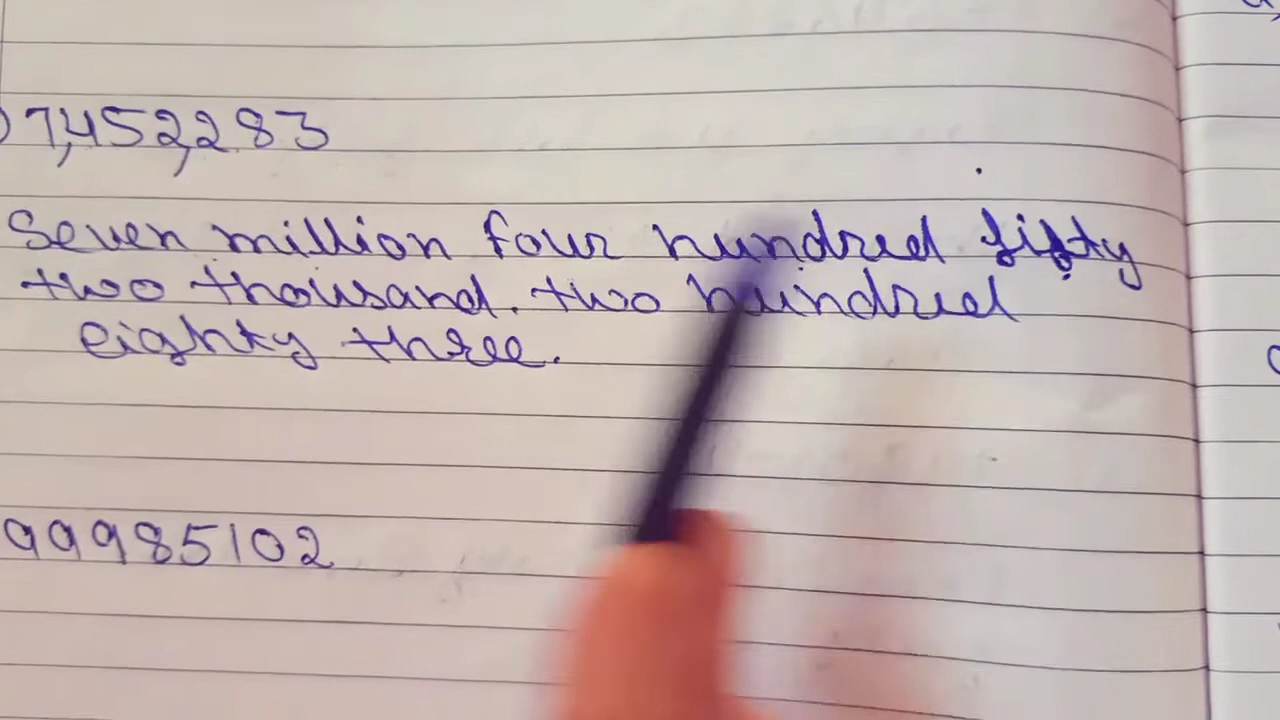 ) 7,452,283
Seven million four hundred fifty
two thousand. two hundred
eighty three.
99985102